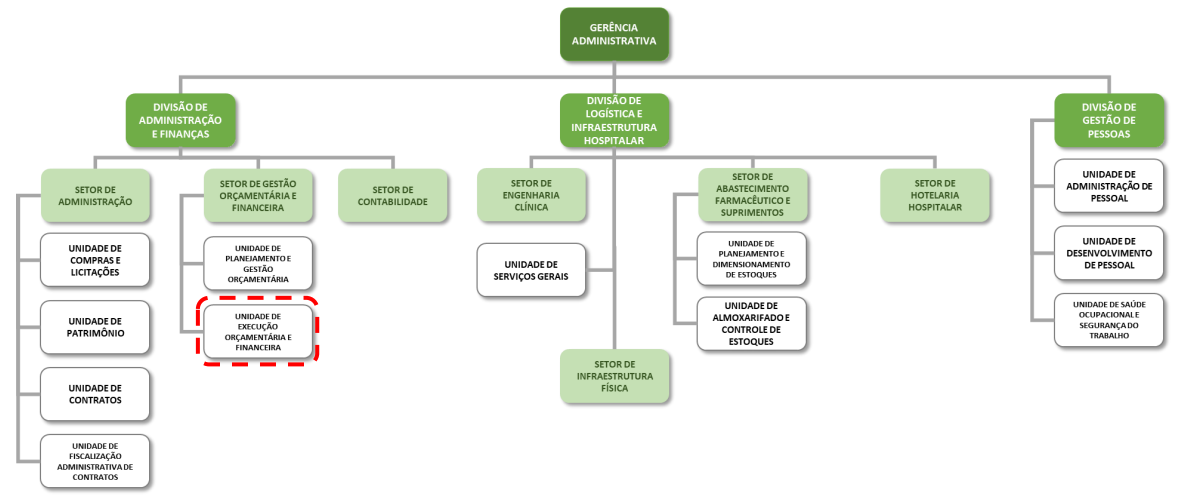 GERÊNCIA
ADMINISTRATIVA
DIVISÃO DE
ADMINISTRAÇÃO
E FINANÇAS
DIVISÃO DE
LOGÍSTICA E
INFRAESTRUTURA
HOSPITALAR
DIVISÃO DE
GESTÃO DE
PESSOAS
SETOR DE
ADMINISTRAÇÃO
SETOR DE GESTÃO
ORÇAMENTÁRIA E
FINANCEIRA
SETOR DE
CONTABILIDADE
SETOR DE
ENGENHARIA
CLÍNICA
SETOR DE
ABASTECIMENTO
FARMACÊUTICO E
SUPRIMENTOS
SETOR DE
HOTELARIA
HOSPITALAR
UNIDADE DE
ADMINISTRAÇÃO DE
PESSOAL
UNIDADE DE
COMPRAS E
LICITAÇÕES
UNIDADE DE
PLANEJAMENTO E
GESTÃO
ORÇAMENTÁRIA
UNIDADE DE
SERVIÇOS GERAIS
UNIDADE DE
PLANEJAMENTO E
DIMENSIONAMENTO
DE ESTOQUES
UNIDADE DE
DESENVOLVIMENTO
DE PESSOAL
UNIDADE DE
PATRIMÔNIO
UNIDADE DE
EXECUÇÃO
ORÇAMENTÁRIA E
FINANCEIRA
UNIDADE DE
ALMOXARIFADO E
CONTROLE DE
ESTOQUES
UNIDADE DE SAÚDE
OCUPACIONAL E
SEGURANÇA DO
TRABALHO
UNIDADE DE
CONTRATOS
SETOR DE
INFRAESTRUTURA
FÍSICA
UNIDADE DE
FISCALIZAÇÃO
ADMINISTRATIVA DE
CONTRATOS